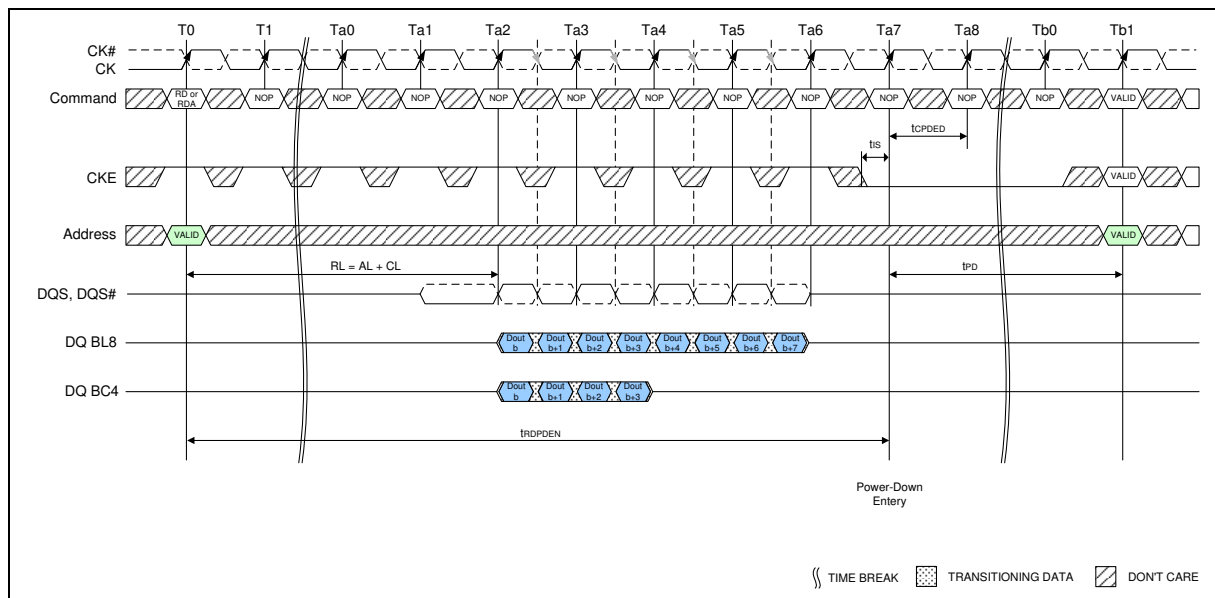 T0 T1 Ta0 Ta1 Ta2 Ta3 Ta4 Ta5 Ta6 Ta7 Ta8 Tb0 Tb1
CK#
CK
Command RD or RDA NOP NOP NOP NOP NOP NOP NOP NOP NOP NOP NOP VALID
tCPDED
tIS
CKE VALID
Address VALID VALID
RL = AL + CL tPD
DQS, DQS#
DQ BL8 Dout b Dout b+1 Dout b+2 Dout b+3 Dout b+4 Dout b+5 Dout b+6 Dout b+7
DQ BC4 Dout b Dout b+1 Dout b+2 Dout b+3
tRDPDEN
Power-Down
Entery
TIME BREAK TRANSITIONING DATA DON'T CARE